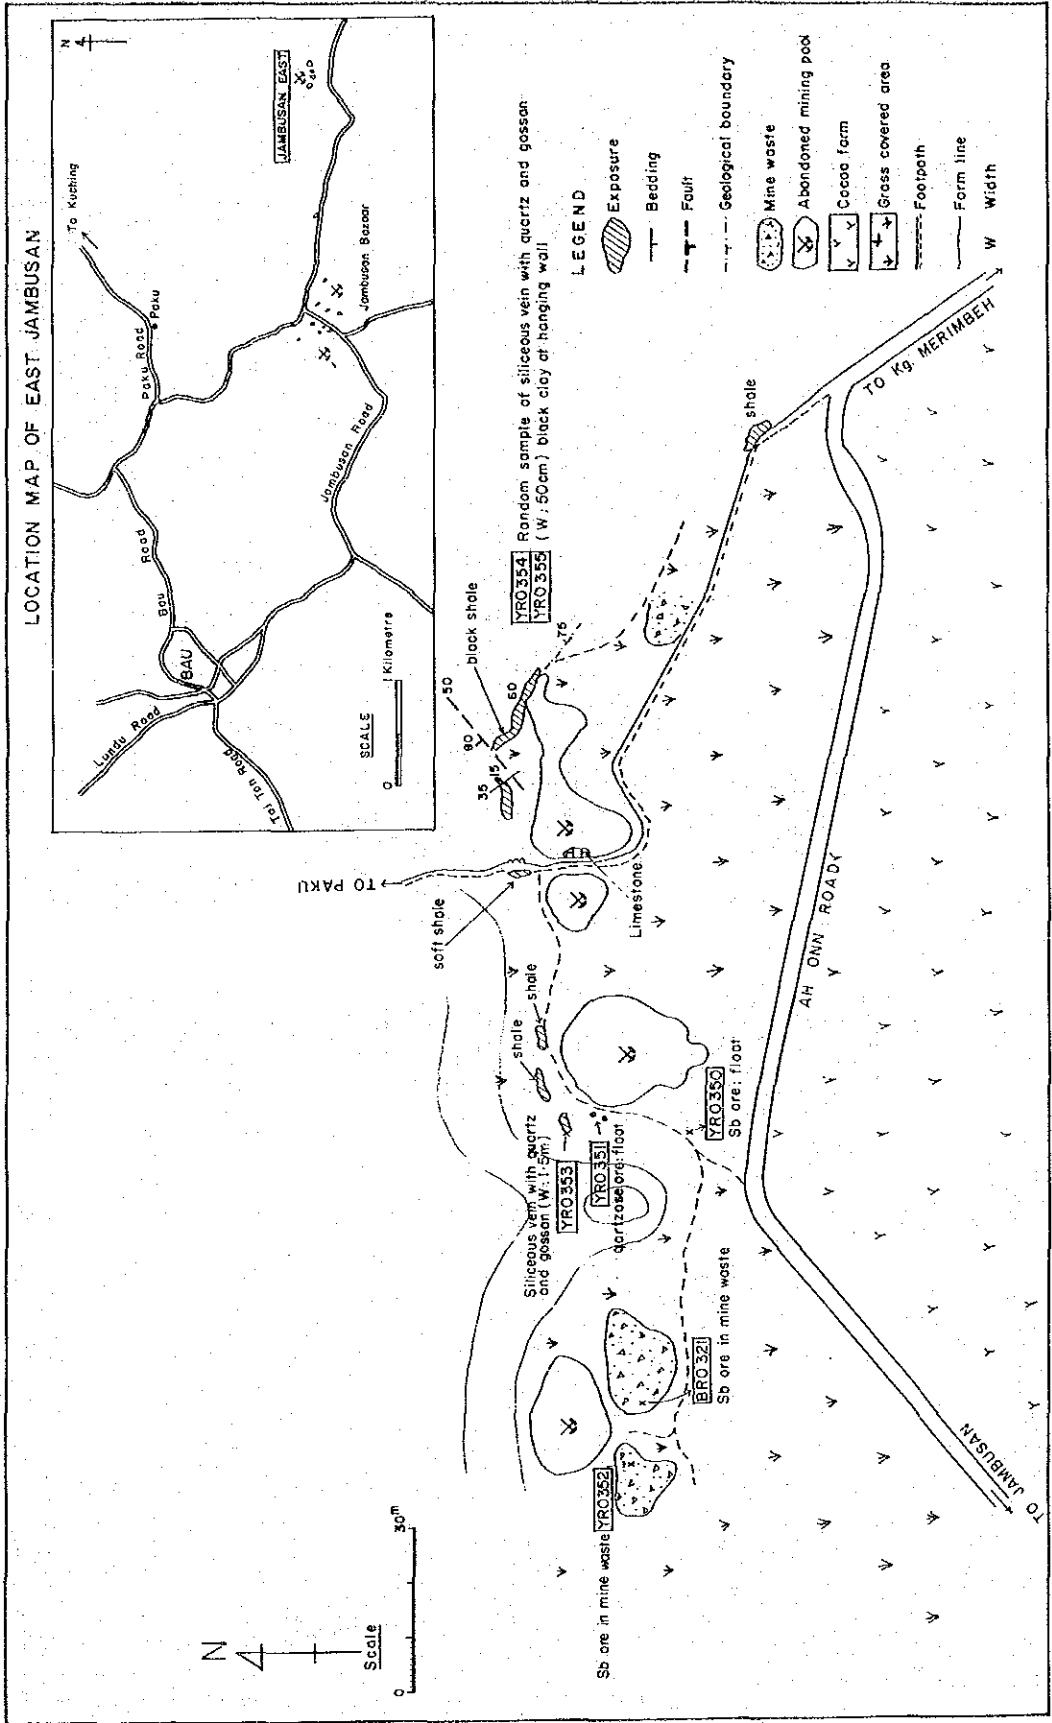 LOCATION MAP OF EAST JAMBUSAN
N
To Kuching
Paku Road
Paku
Bau Road
BAU
Lundu Road
Tai Ton Road
JAMBUSAN EAST
Jambusan Bazaar
Jambusan Road
SCALE
0 1 Kilometre
N
Scale
0 30m
TO PAKU
soft shale
shale
shale
black shale
80
50
35
15
60
75
YRO354
YRO355
Random sample of siliceous vein with quartz and gossan
(W:50cm) black clay at hanging wall
Siliceous vein with quartz
and gossan (W:1.5m)
YRO353
YRO351
qartzose ore:float
Limestone
shale
YRO350
Sb ore: float
BRO321
Sb ore in mine waste
Sb ore in mine waste YRO352
AH ONN ROAD
TO JAMBUSAN
TO Kg. MERIMBEH
LEGEND
Exposure
Bedding
Fault
Geological boundary
Mine waste
Abandoned mining pool
Cocoa farm
Grass covered area
Footpath
Form line
W Width